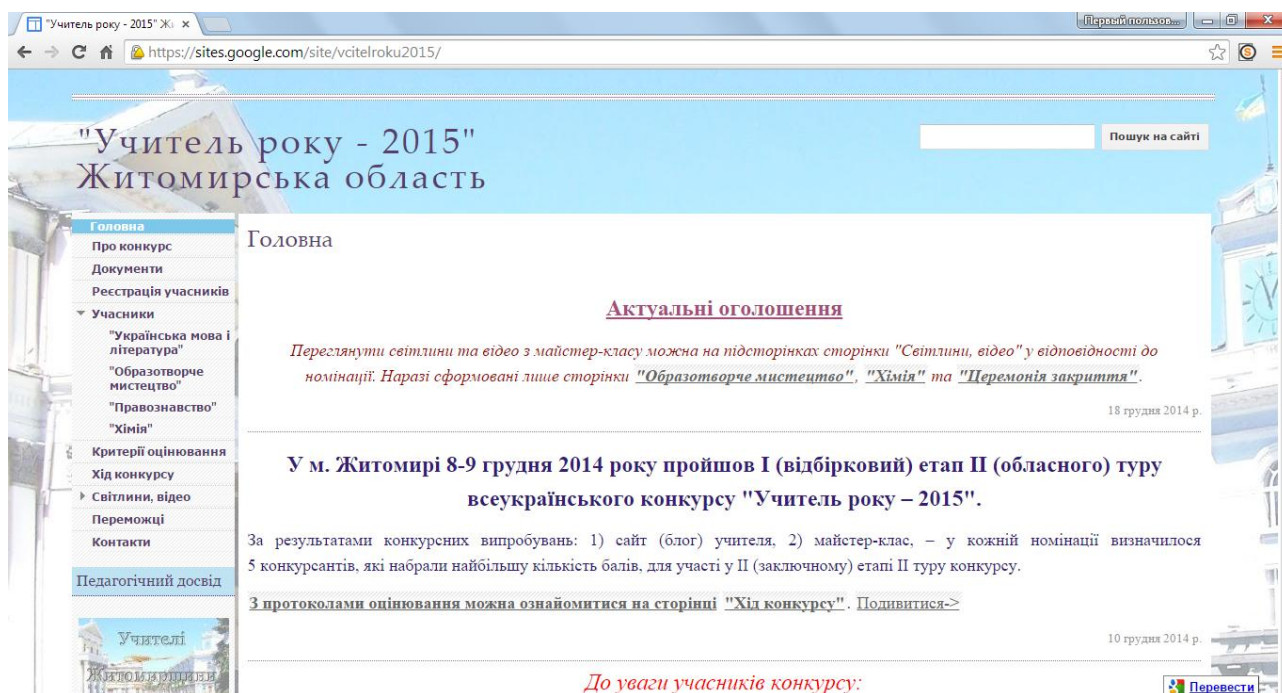 "Учитель року - 2015" Жи
Первый пользов...
https://sites.google.com/site/vcitelroku2015/
"Учитель року - 2015"
Житомирська область
Пошук на сайті
Головна
Про конкурс
Документи
Реєстрація учасників
Учасники
"Українська мова і
література"
"Образотворче
мистецтво"
"Правознавство"
"Хімія"
Критерії оцінювання
Хід конкурсу
Світлини, відео
Переможці
Контакти
Педагогічний досвід
Учителі
Житомирщини
Головна
Актуальні оголошення
Переглянути світлини та відео з майстер-класу можна на підсторінках сторінки "Світлини, відео" у відповідності до
номінації. Наразі сформовані лише сторінки "Образотворче мистецтво", "Хімія" та "Церемонія закриття".
18 грудня 2014 р.
У м. Житомирі 8-9 грудня 2014 року пройшов І (відбірковий) етап ІІ (обласного) туру
всеукраїнського конкурсу "Учитель року – 2015".
За результатами конкурсних випробувань: 1) сайт (блог) учителя, 2) майстер-клас, – у кожній номінації визначилося
5 конкурсантів, які набрали найбільшу кількість балів, для участі у ІІ (заключному) етапі ІІ туру конкурсу.
З протоколами оцінювання можна ознайомитися на сторінці "Хід конкурсу". Подивитися->
10 грудня 2014 р.
До уваги учасників конкурсу:
Перевести